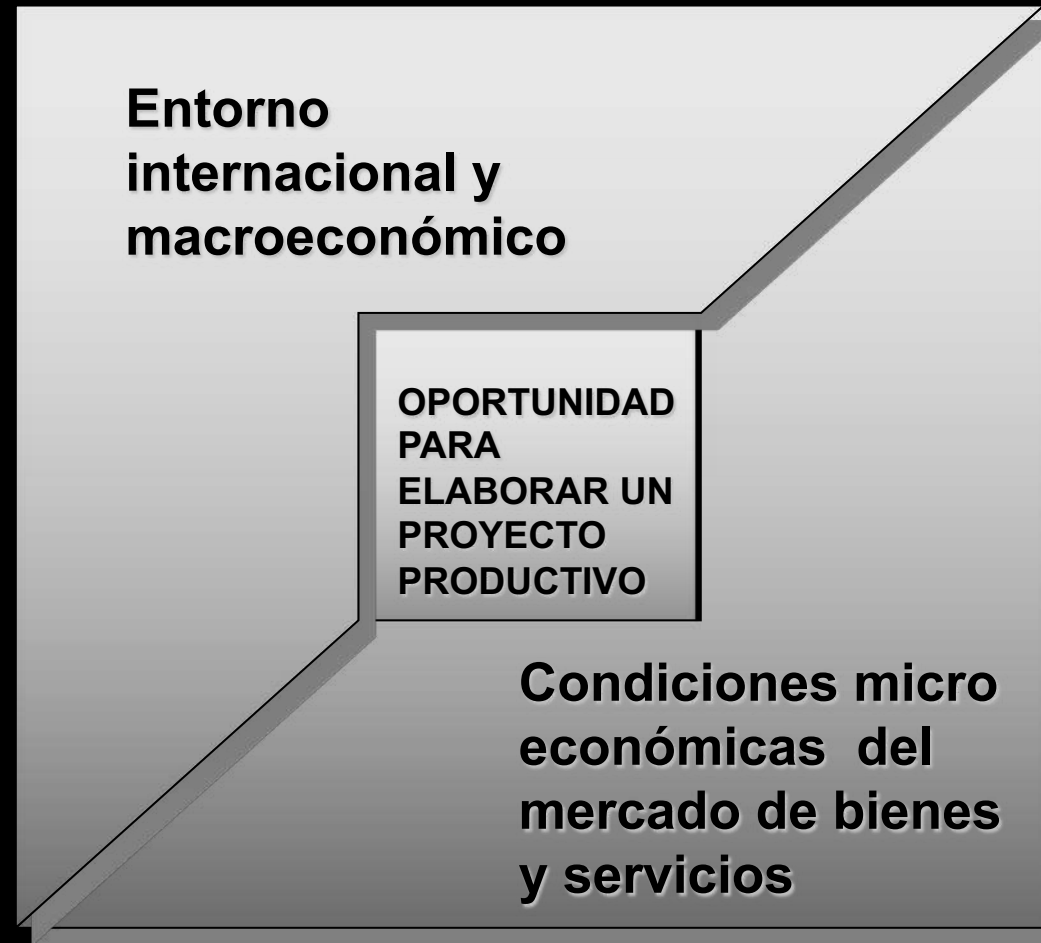 Entorno
internacional y
macroeconómico
OPORTUNIDAD
PARA
ELABORAR UN
PROYECTO
PRODUCTIVO
Condiciones micro
económicas  del
mercado de bienes
y servicios